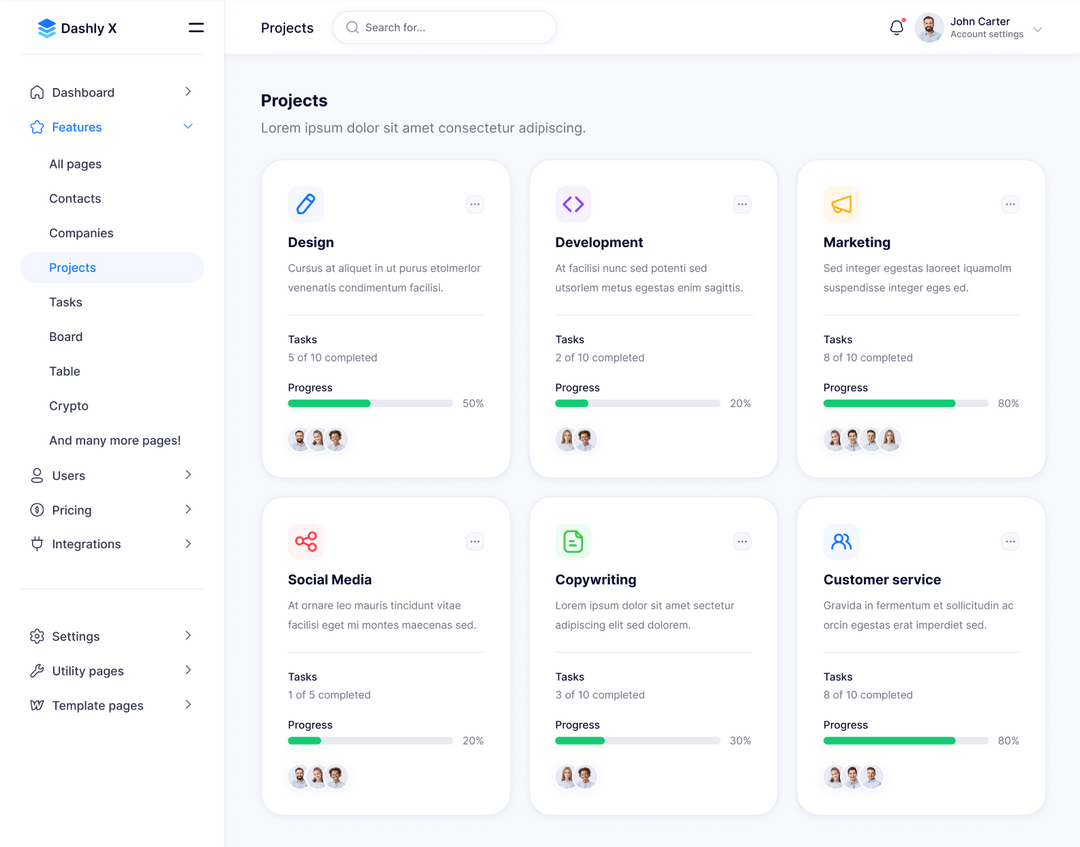 Dashly X
Dashboard
Features
All pages
Contacts
Companies
Projects
Tasks
Board
Table
Crypto
And many more pages!
Users
Pricing
Integrations
Settings
Utility pages
Template pages
Projects
Search for...
John Carter
Account settings
Projects
Lorem ipsum dolor sit amet consectetur adipiscing.
Design
Cursus at aliquet in ut purus etolmerlor
venenatis condimentum facilisi.
Tasks
5 of 10 completed
Progress
50%
Development
At facilisi nunc sed potenti sed
utsorlem metus egestas enim sagittis.
Tasks
2 of 10 completed
Progress
20%
Marketing
Sed integer egestas laoreet iquamolm
suspendisse integer eges ed.
Tasks
8 of 10 completed
Progress
80%
Social Media
At ornare leo mauris tincidunt vitae
facilisi eget mi montes maecenas sed.
Tasks
1 of 5 completed
Progress
20%
Copywriting
Lorem ipsum dolor sit amet sectetur
adipiscing elit sed dolorem.
Tasks
3 of 10 completed
Progress
30%
Customer service
Gravida in fermentum et sollicitudin ac
orcin egestas erat imperdiet sed.
Tasks
8 of 10 completed
Progress
80%